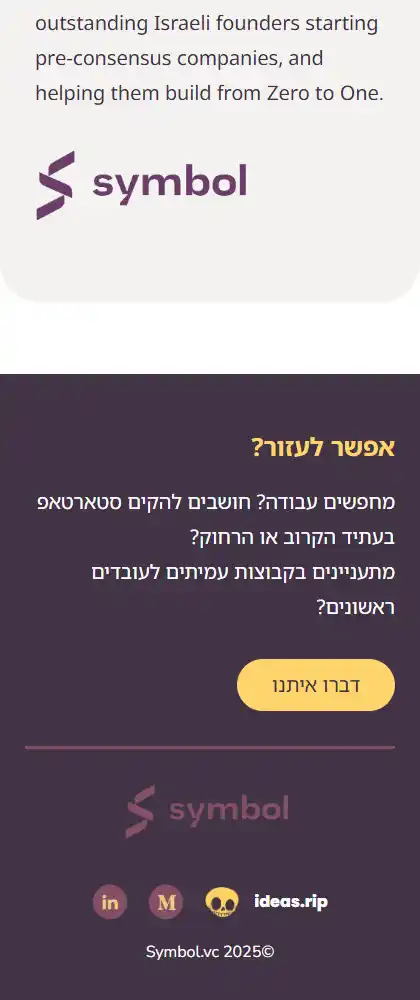 outstanding Israeli founders starting
pre-consensus companies, and
helping them build from Zero to One.
symbol
אפשר לעזור?
מחפשים עבודה? חושבים להקים סטארטאפ
בעתיד הקרוב או הרחוק?
מתעניינים בקבוצות עמיתים לעובדים
ראשונים?
דברו איתנו
symbol
in M ideas.rip
Symbol.vc 2025©